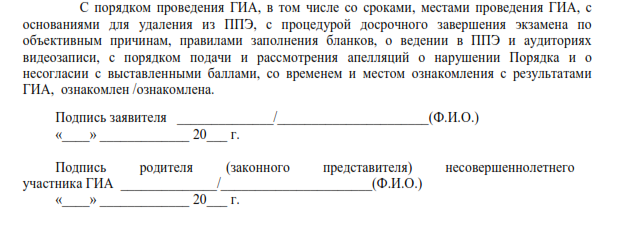 С порядком проведения ГИА, в том числе со сроками, местами проведения ГИА, с
основаниями для удаления из ППЭ, с процедурой досрочного завершения экзамена по
объективным причинам, правилами заполнения бланков, о ведении в ППЭ и аудиториях
видеозаписи, с порядком подачи и рассмотрения апелляций о нарушении Порядка и о
несогласии с выставленными баллами, со временем и местом ознакомления с результатами
ГИА, ознакомлен /ознакомлена.
Подпись заявителя ______________/______________________(Ф.И.О.)
«____» _____________ 20___ г.
Подпись родителя (законного представителя) несовершеннолетнего
участника ГИА ______________/______________________(Ф.И.О.)
«____» _____________ 20___ г.